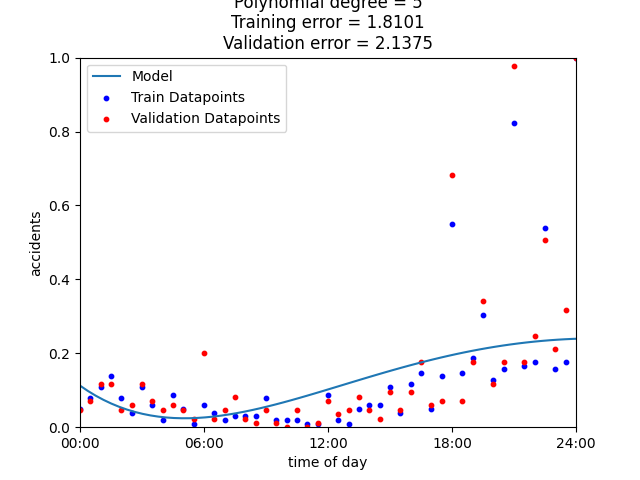 Polynomial degree = 5
Training error = 1.8101
Validation error = 2.1375
1.0
0.8
0.6
0.4
0.2
0.0
accidents
Model
Train Datapoints
Validation Datapoints
00:00 06:00 12:00 18:00 24:00
time of day